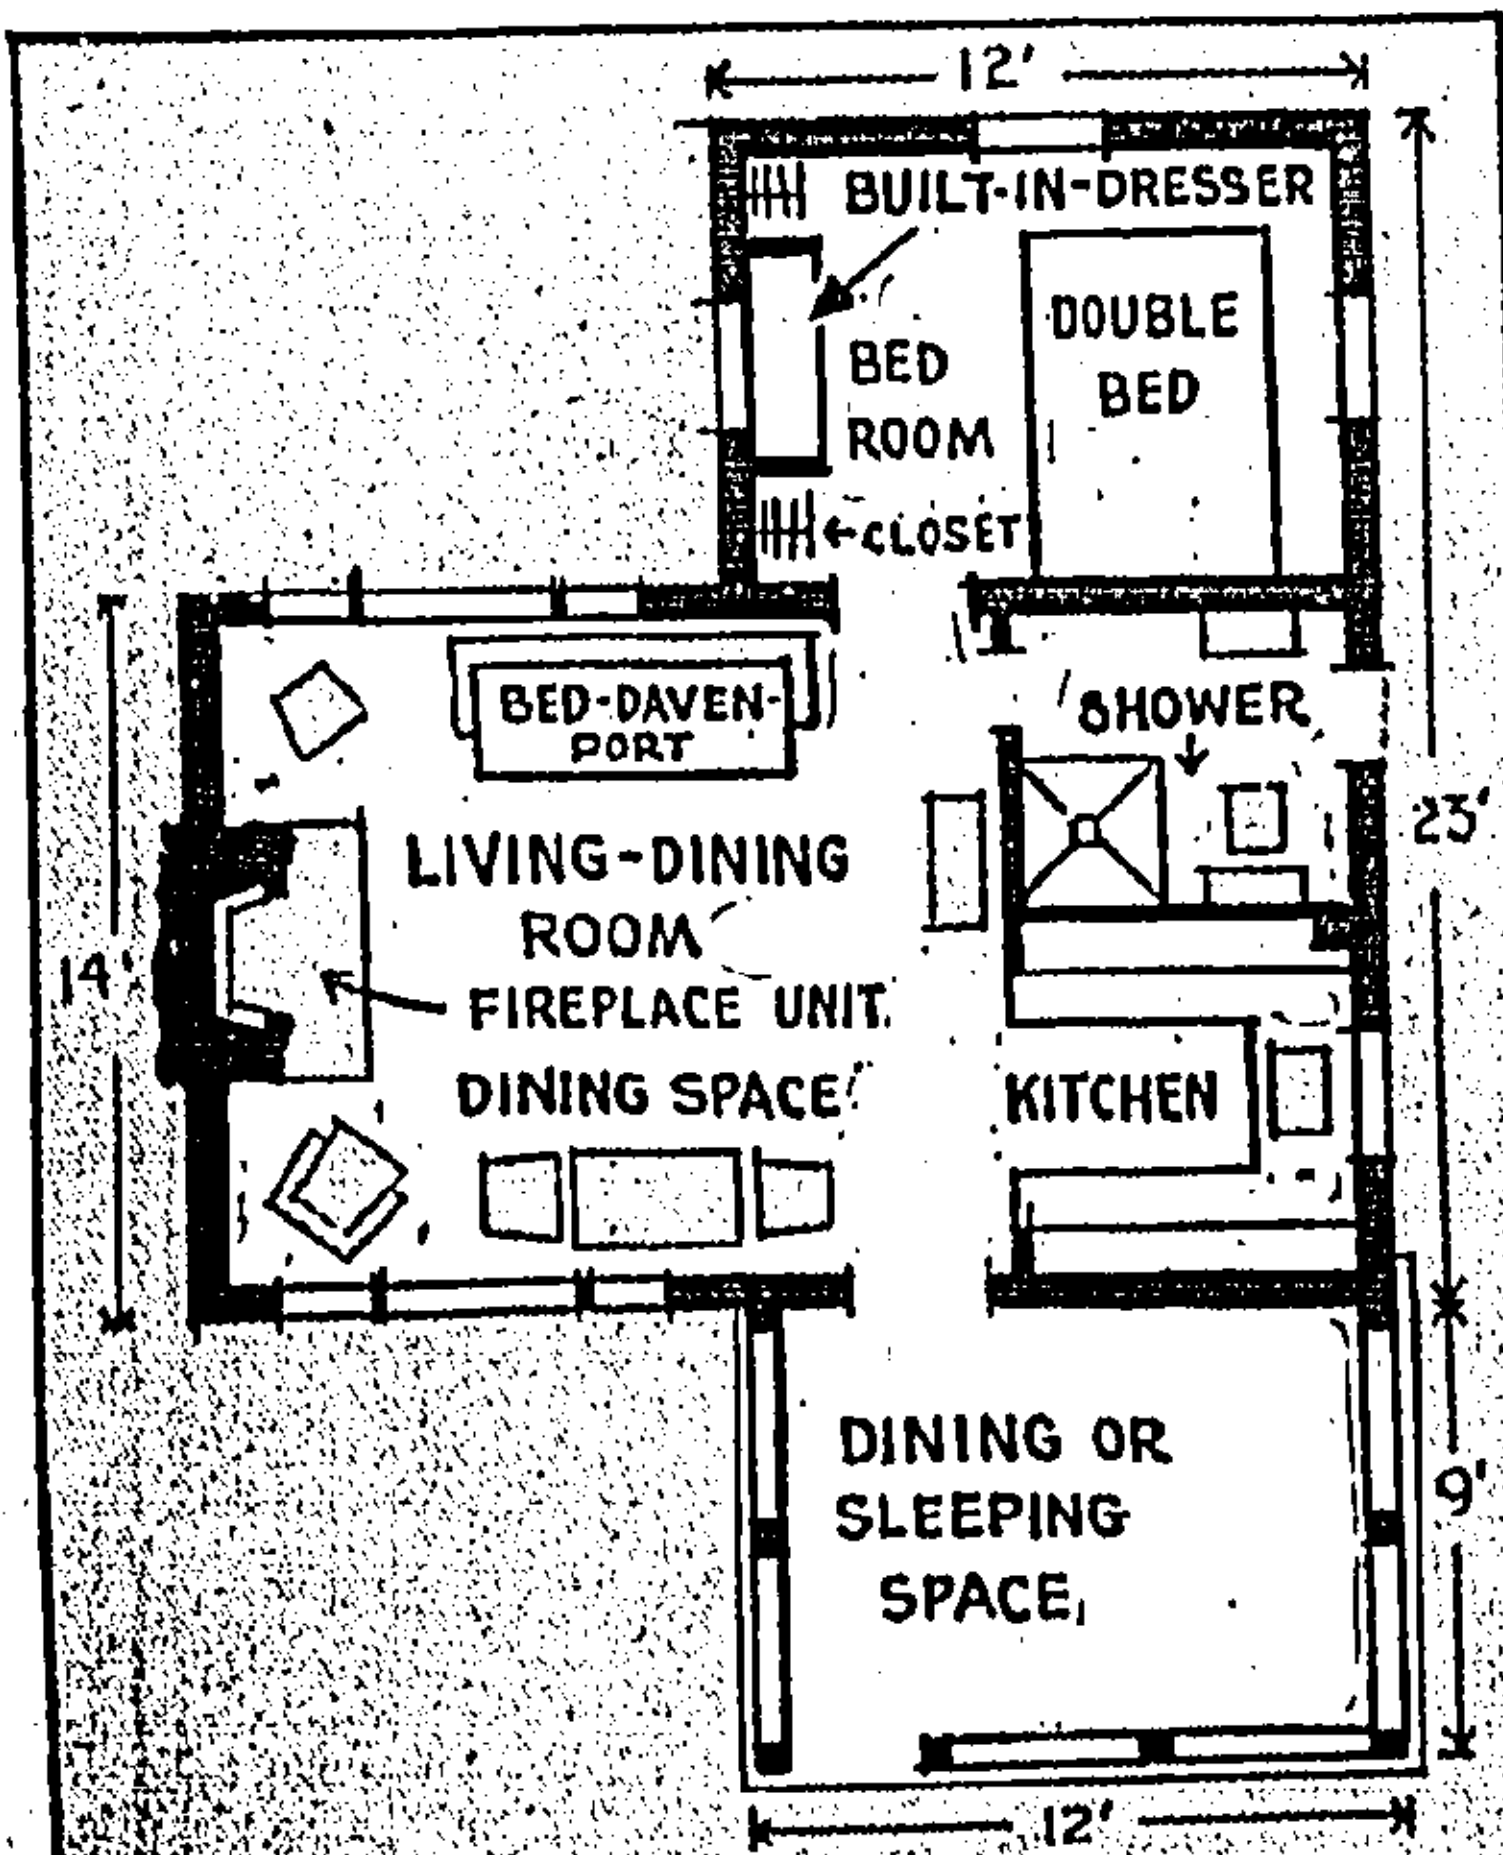 12'
BUILT-IN-DRESSER
DOUBLE
BED
BED
ROOM
←CLOSET
BED-DAVEN-
PORT
SHOWER
23'
LIVING-DINING
ROOM
14'
FIREPLACE UNIT.
DINING SPACE
KITCHEN
DINING OR
SLEEPING
SPACE,
9'
12'